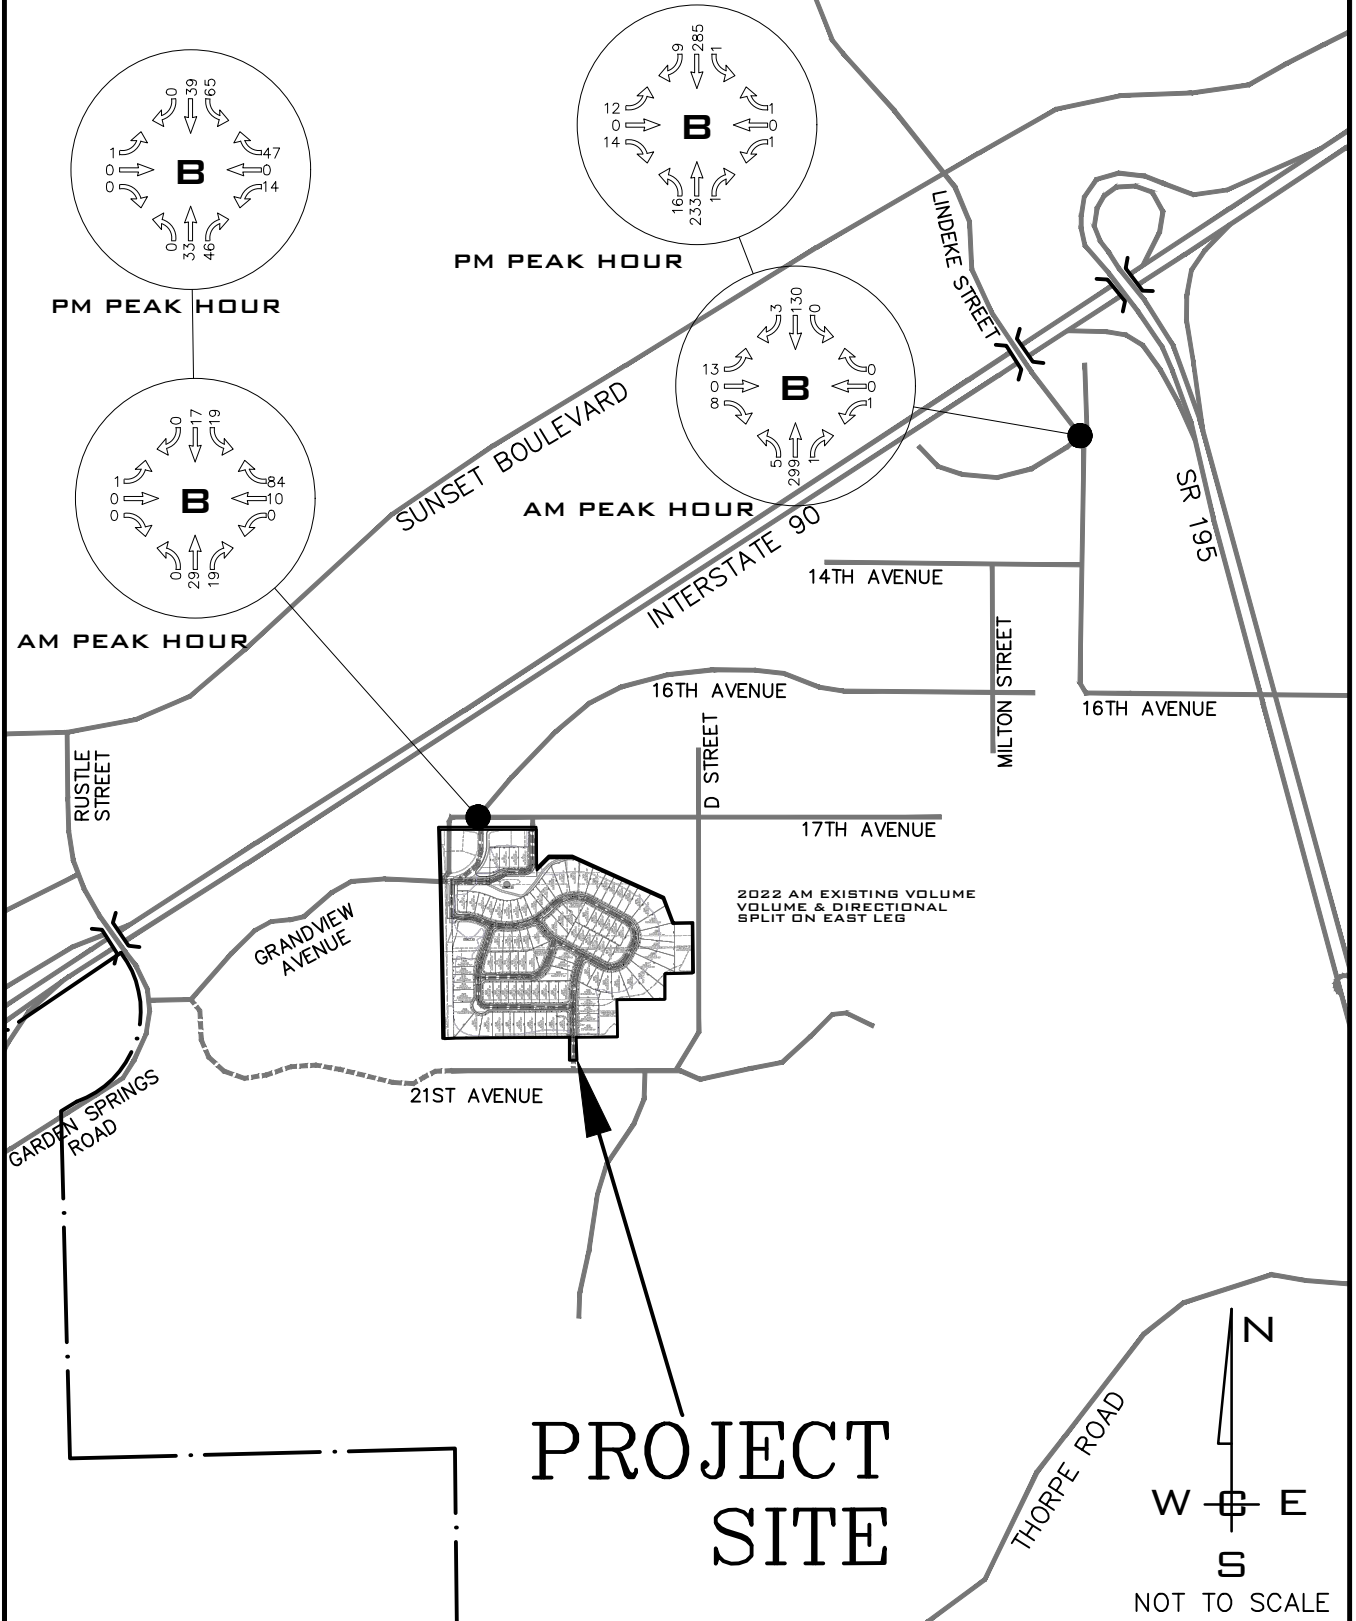 9
285
1
12
0
14
B
1
0
1
16
233
1
PM PEAK HOUR
0
39
65
1
0
0
B
47
0
14
0
33
46
PM PEAK HOUR
3
130
0
13
0
8
B
0
0
1
5
299
1
AM PEAK HOUR
0
17
19
1
0
0
B
84
10
0
0
29
19
AM PEAK HOUR
LINDEKE STREET
SUNSET BOULEVARD
INTERSTATE 90
SR 195
14TH AVENUE
MILTON STREET
16TH AVENUE
16TH AVENUE
D STREET
RUSTLE
STREET
17TH AVENUE
2022 AM EXISTING VOLUME
VOLUME & DIRECTIONAL
SPLIT ON EAST LEG
GRANDVIEW
AVENUE
21ST AVENUE
GARDEN SPRINGS
ROAD
PROJECT
SITE
THORPE ROAD
N
W C E
S
NOT TO SCALE